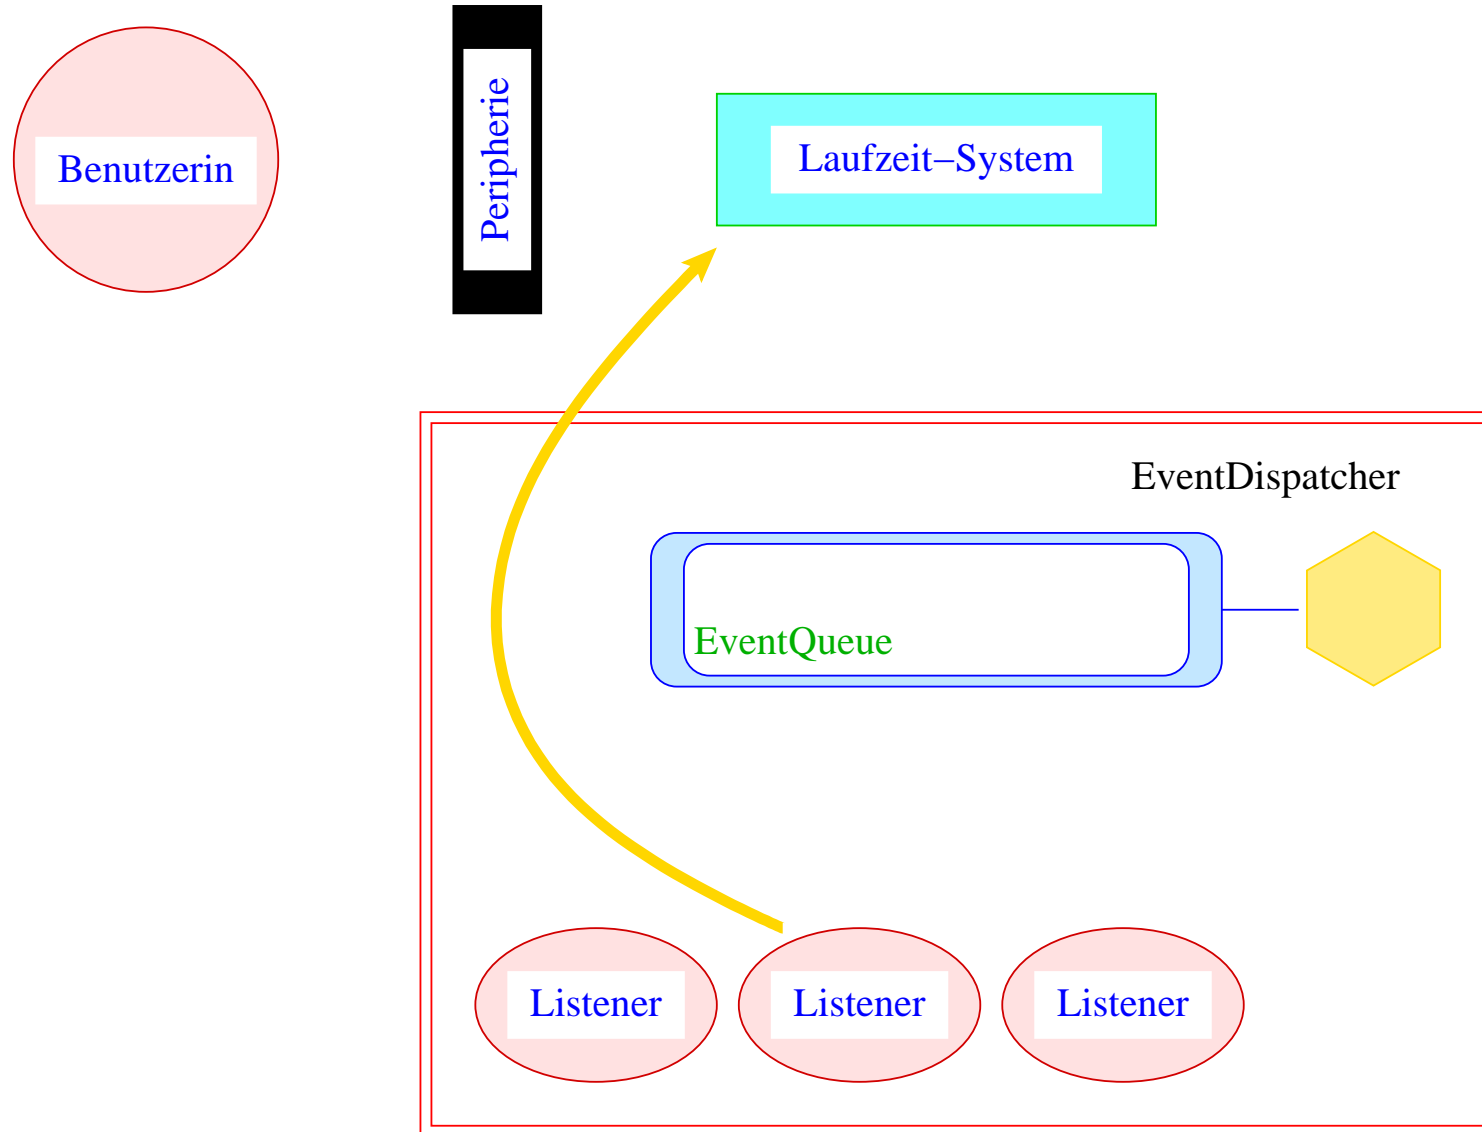 Benutzerin
Peripherie
Laufzeit–System
EventDispatcher
EventQueue
Listener
Listener
Listener